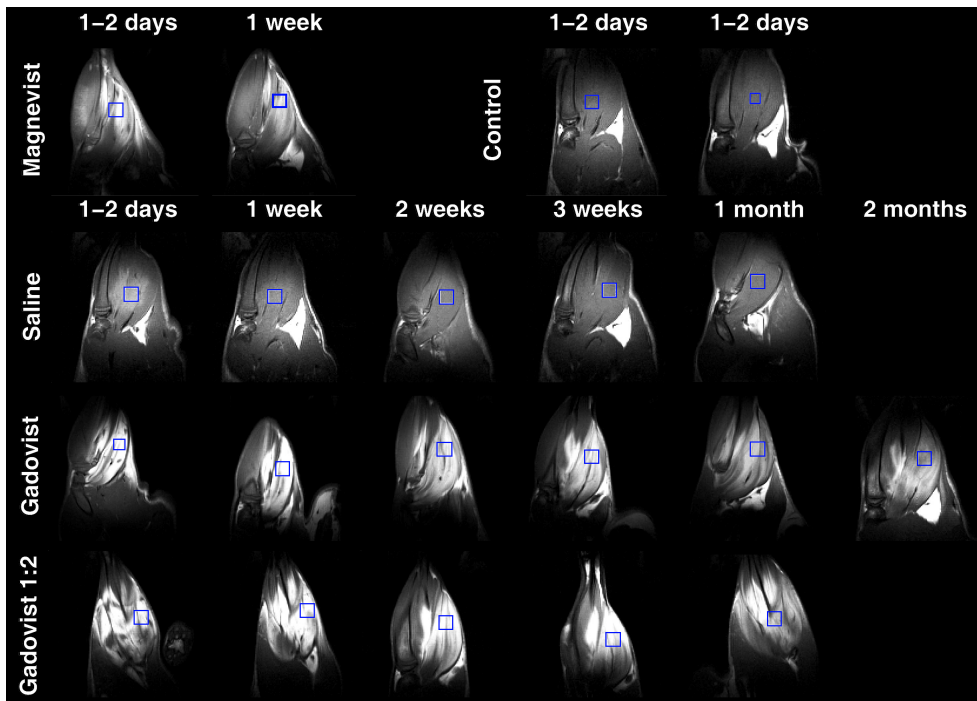 1–2 days 1 week 1–2 days 1–2 days
Magnevist
Control
1–2 days 1 week 2 weeks 3 weeks 1 month 2 months
Saline
Gadovist
Gadovist 1:2